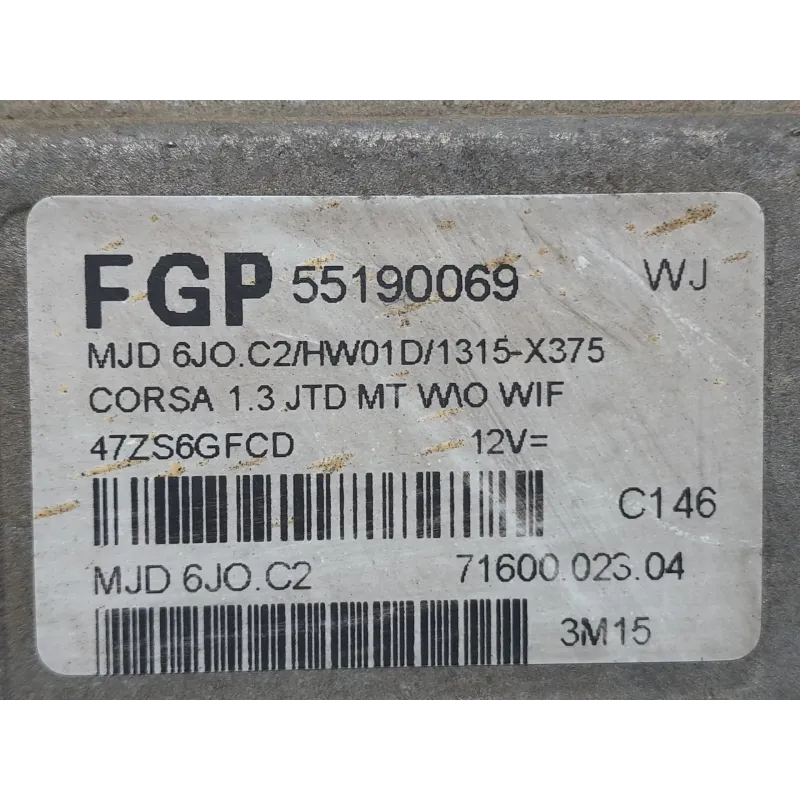 FGP 55190069 WJ
MJD 6JO.C2/HW01D/1315-X375
CORSA 1.3 JTD MT W\O WIF
47ZS6GFCD 12V=
C146
MJD 6JO.C2 71600.023.04
3M15